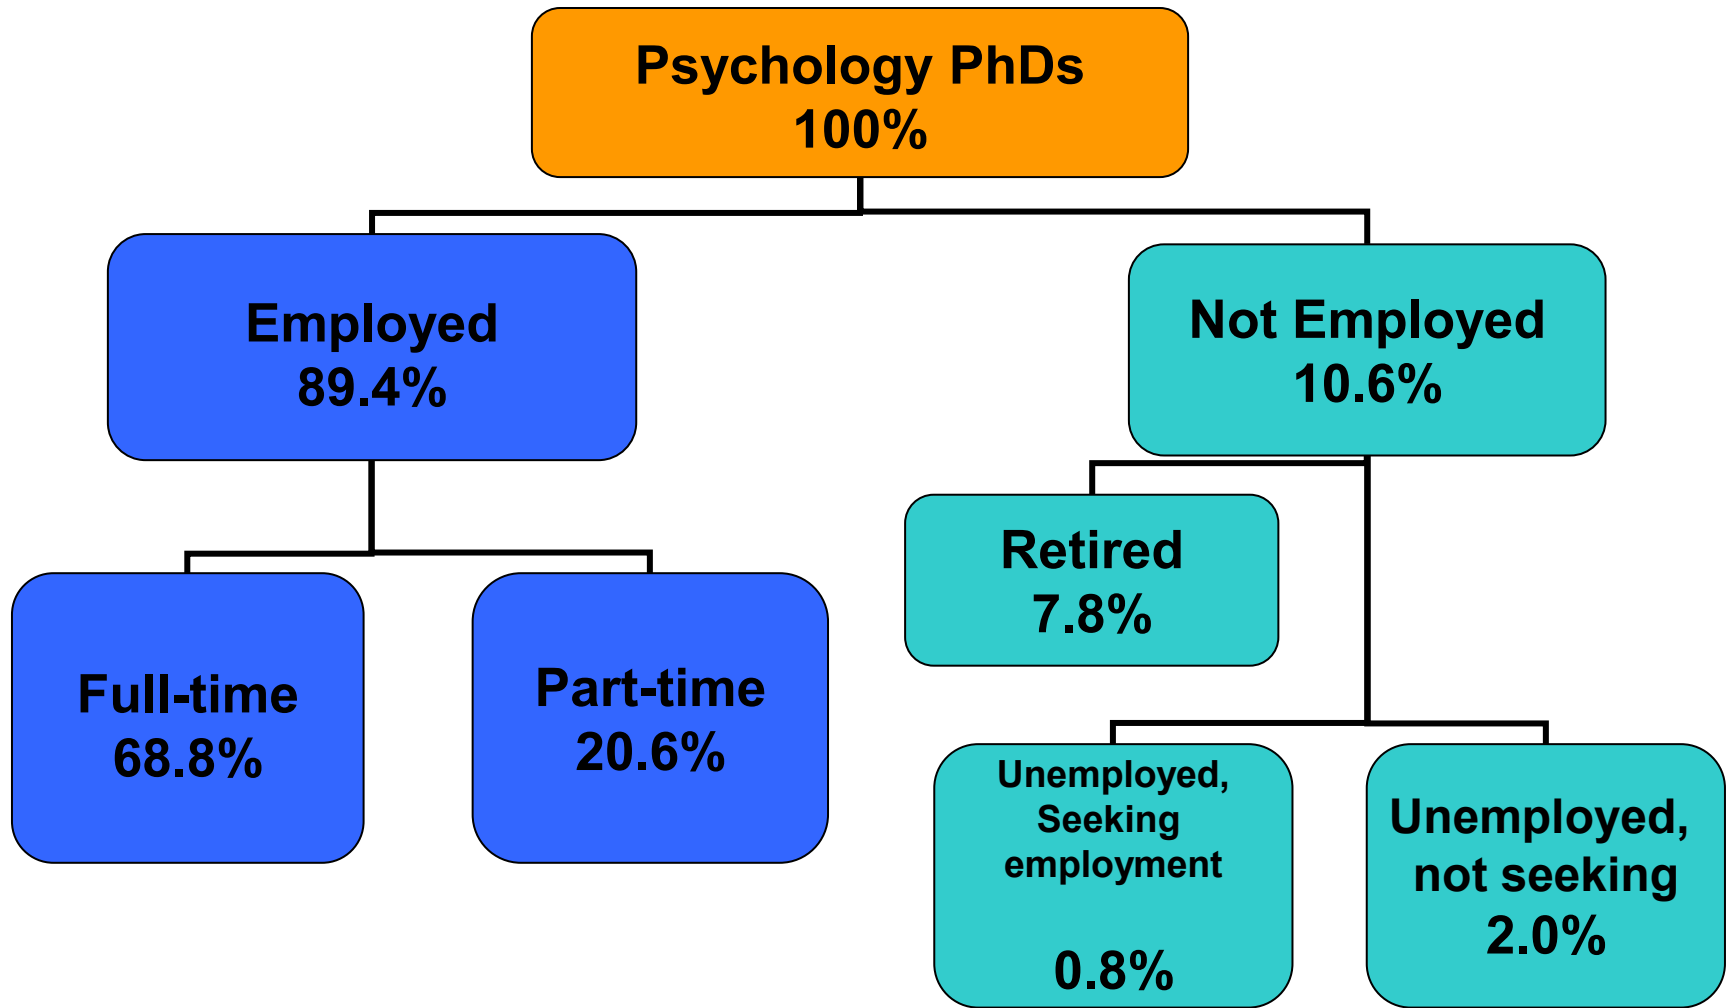 Psychology PhDs
100%
Employed
89.4%
Not Employed
10.6%
Full-time
68.8%
Part-time
20.6%
Retired
7.8%
Unemployed,
Seeking
employment
0.8%
Unemployed,
not seeking
2.0%